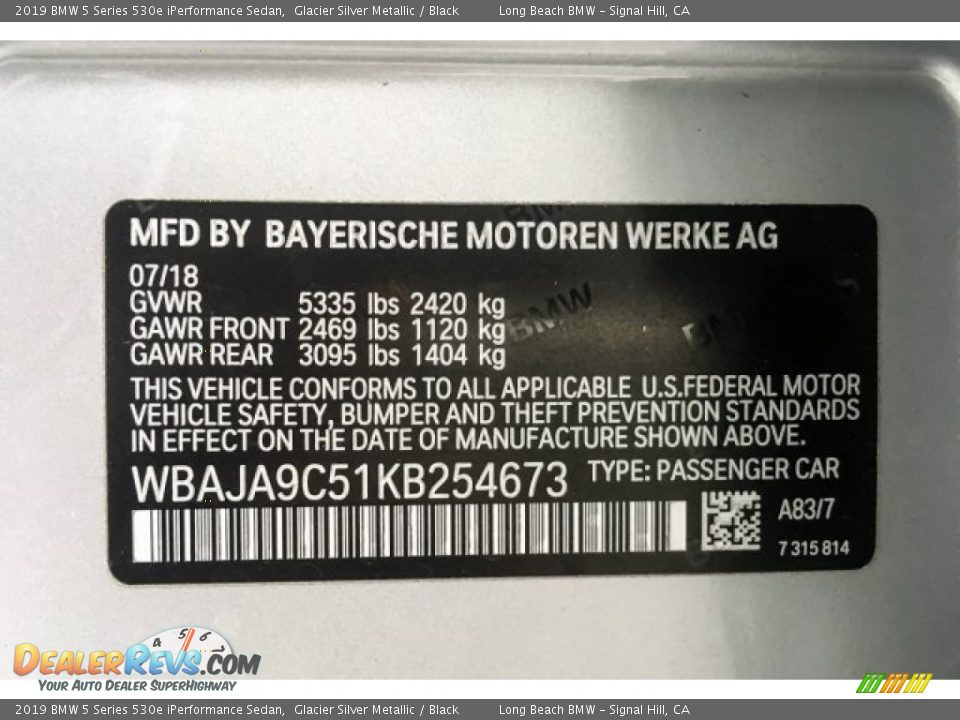 2019 BMW 5 Series 530e iPerformance Sedan, Glacier Silver Metallic / Black Long Beach BMW - Signal Hill, CA
MFD BY BAYERISCHE MOTOREN WERKE AG
07/18
GVWR 5335 lbs 2420 kg
GAWR FRONT 2469 lbs 1120 kg
GAWR REAR 3095 lbs 1404 kg
BMW
THIS VEHICLE CONFORMS TO ALL APPLICABLE U.S.FEDERAL MOTOR
VEHICLE SAFETY, BUMPER AND THEFT PREVENTION STANDARDS
IN EFFECT ON THE DATE OF MANUFACTURE SHOWN ABOVE.
WBAJA9C51KB254673 TYPE: PASSENGER CAR
A83/7
7 315 814
4 5 6
DEALERREVS.COM
YOUR AUTO DEALER SUPERHIGHWAY
2019 BMW 5 Series 530e iPerformance Sedan, Glacier Silver Metallic / Black Long Beach BMW - Signal Hill, CA